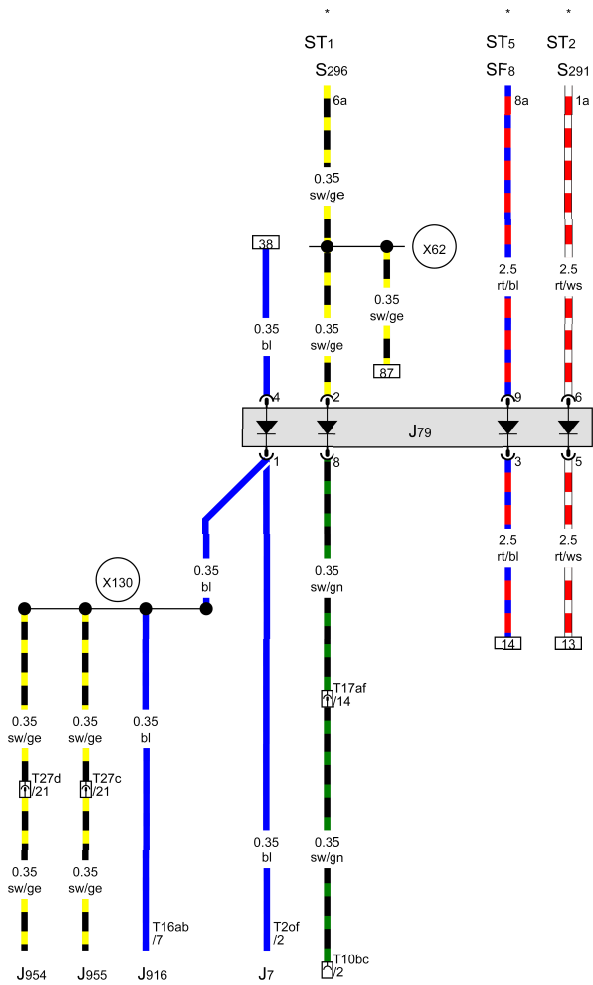 * * *
ST1 ST5 ST2
S296 SF8 S291
6a 8a 1a
0.35
sw/ge
38 X62
2.5 2.5
rt/bl rt/ws
0.35
sw/ge
0.35 0.35
bl sw/ge
87
4 2 9 6
J79
1 8 3 5
2.5 2.5
rt/bl rt/ws
0.35 0.35
bl sw/gn
X130
14 13
T17af
/14
0.35 0.35 0.35
sw/ge sw/ge bl
T27d T27c
/21 /21
0.35 0.35
bl sw/gn
0.35 0.35
sw/ge sw/ge
T16ab T2of
/7 /2
T10bc
/2
J954 J955 J916 J7